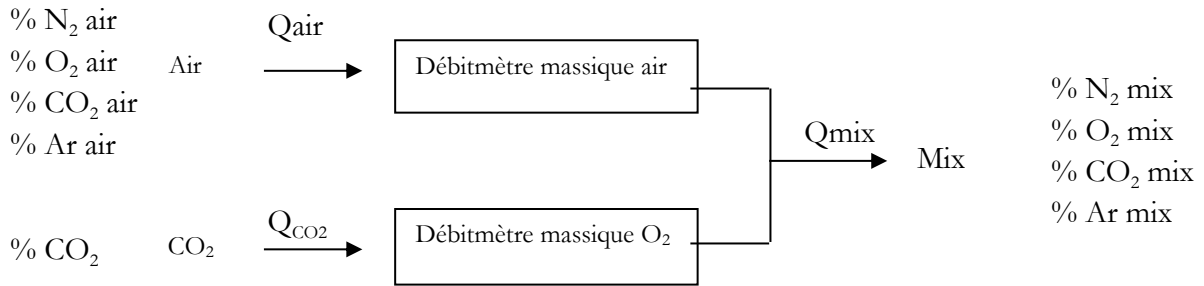 % N₂ air
% O₂ air
% CO₂ air
% Ar air
Air
Qair
Débitmètre massique air
% CO₂
CO₂
Q_CO2
Débitmètre massique O₂
Qmix
Mix
% N₂ mix
% O₂ mix
% CO₂ mix
% Ar mix